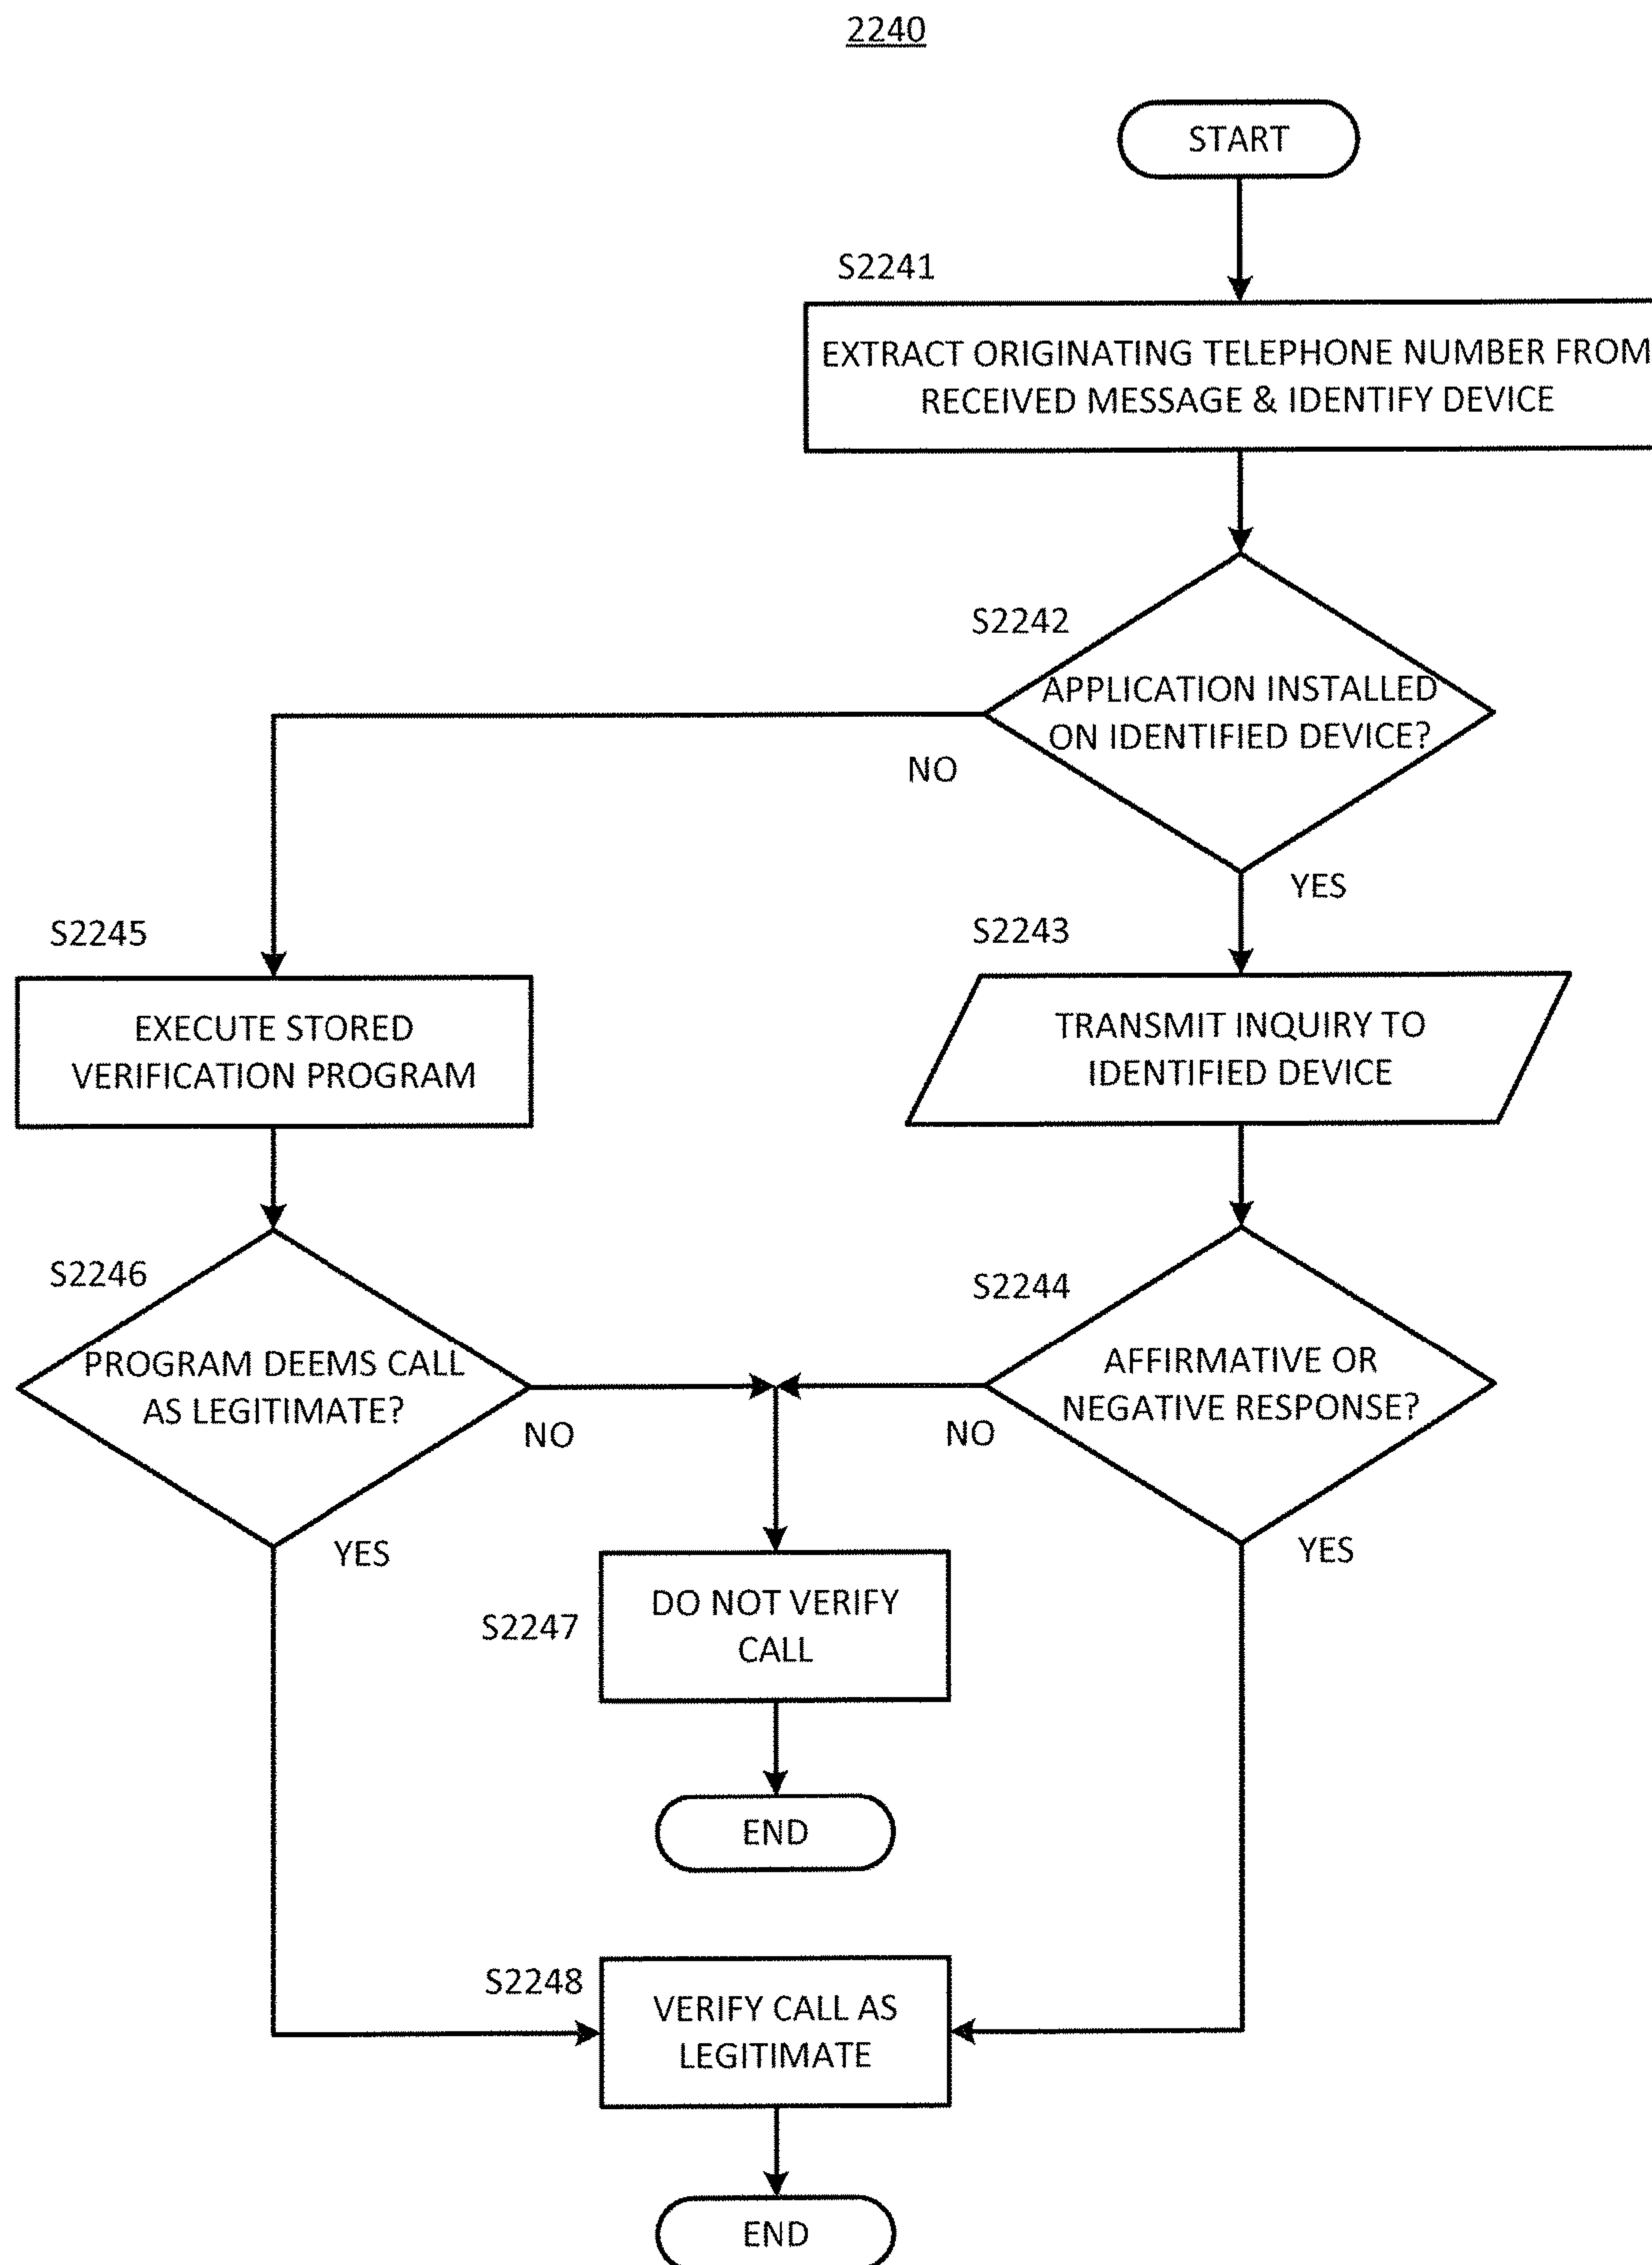 2240
START
S2241
EXTRACT ORIGINATING TELEPHONE NUMBER FROM
RECEIVED MESSAGE & IDENTIFY DEVICE
S2242
APPLICATION INSTALLED
ON IDENTIFIED DEVICE?
NO
YES
S2245
EXECUTE STORED
VERIFICATION PROGRAM
S2243
TRANSMIT INQUIRY TO
IDENTIFIED DEVICE
S2246
PROGRAM DEEMS CALL
AS LEGITIMATE?
NO
YES
S2244
AFFIRMATIVE OR
NEGATIVE RESPONSE?
NO
YES
S2247
DO NOT VERIFY
CALL
END
S2248
VERIFY CALL AS
LEGITIMATE
END